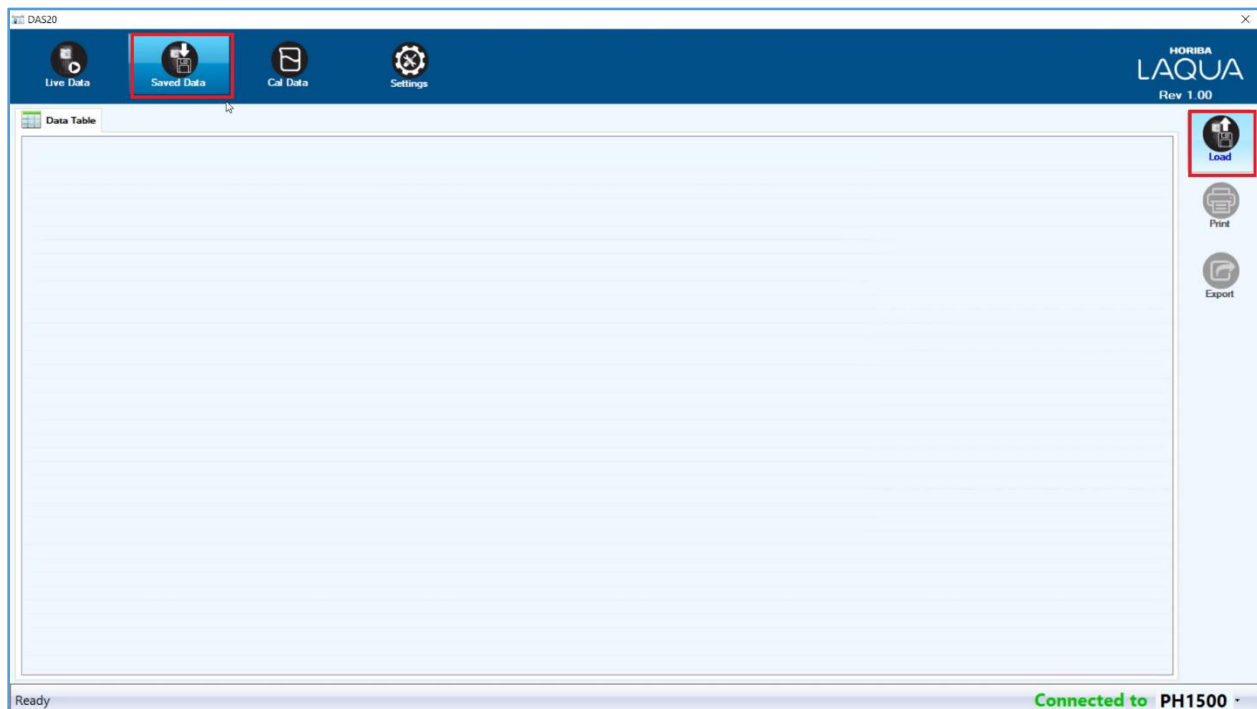 DAS20
Live Data
Saved Data
Cal Data
Settings
HORIBA
LAQUA
Rev 1.00
Data Table
Load
Print
Export
Ready
Connected to PH1500